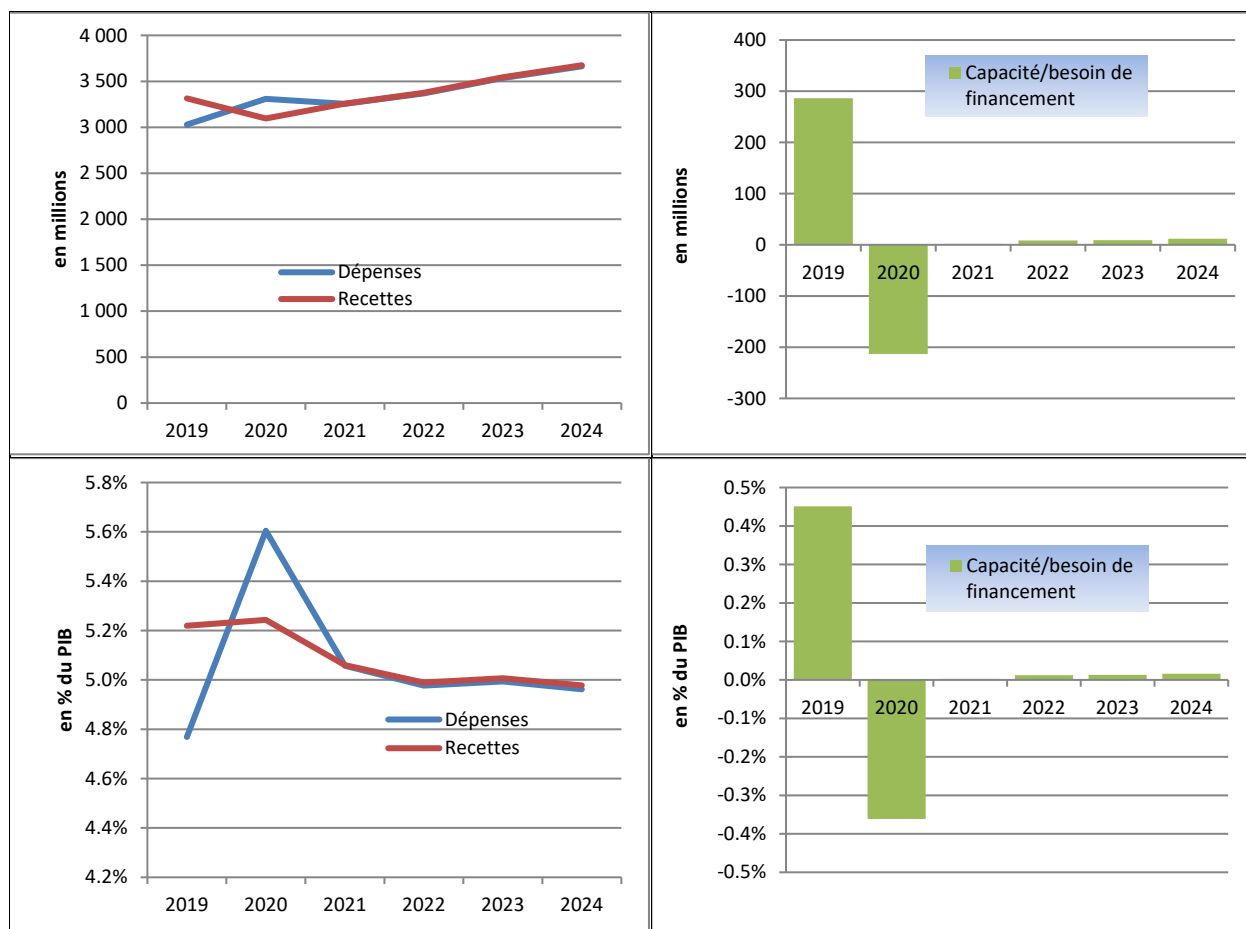 4 000
3 500
3 000
2 500
2 000
1 500
1 000
500
0
en millions
Dépenses
Recettes
2019 2020 2021 2022 2023 2024
400
300
200
100
0
-100
-200
-300
en millions
Capacité/besoin de
financement
2019 2020 2021 2022 2023 2024
5.8%
5.6%
5.4%
5.2%
5.0%
4.8%
4.6%
4.4%
4.2%
en % du PIB
Dépenses
Recettes
2019 2020 2021 2022 2023 2024
0.5%
0.4%
0.3%
0.2%
0.1%
0.0%
-0.1%
-0.2%
-0.3%
-0.4%
-0.5%
en % du PIB
Capacité/besoin de
financement
2019 2020 2021 2022 2023 2024